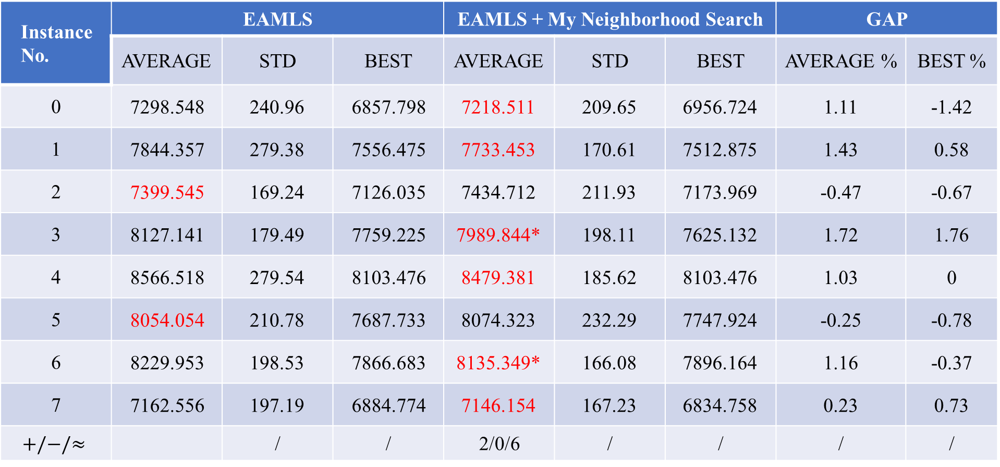 Instance No. EAMLS EAMLS + My Neighborhood Search GAP
AVERAGE STD BEST AVERAGE STD BEST AVERAGE % BEST %
0 7298.548 240.96 6857.798 7218.511 209.65 6956.724 1.11 -1.42
1 7844.357 279.38 7556.475 7733.453 170.61 7512.875 1.43 0.58
2 7399.545 169.24 7126.035 7434.712 211.93 7173.969 -0.47 -0.67
3 8127.141 179.49 7759.225 7989.844* 198.11 7625.132 1.72 1.76
4 8566.518 279.54 8103.476 8479.381 185.62 8103.476 1.03 0
5 8054.054 210.78 7687.733 8074.323 232.29 7747.924 -0.25 -0.78
6 8229.953 198.53 7866.683 8135.349* 166.08 7896.164 1.16 -0.37
7 7162.556 197.19 6884.774 7146.154 167.23 6834.758 0.23 0.73
+/−/≈ / / 2/0/6 / / / /